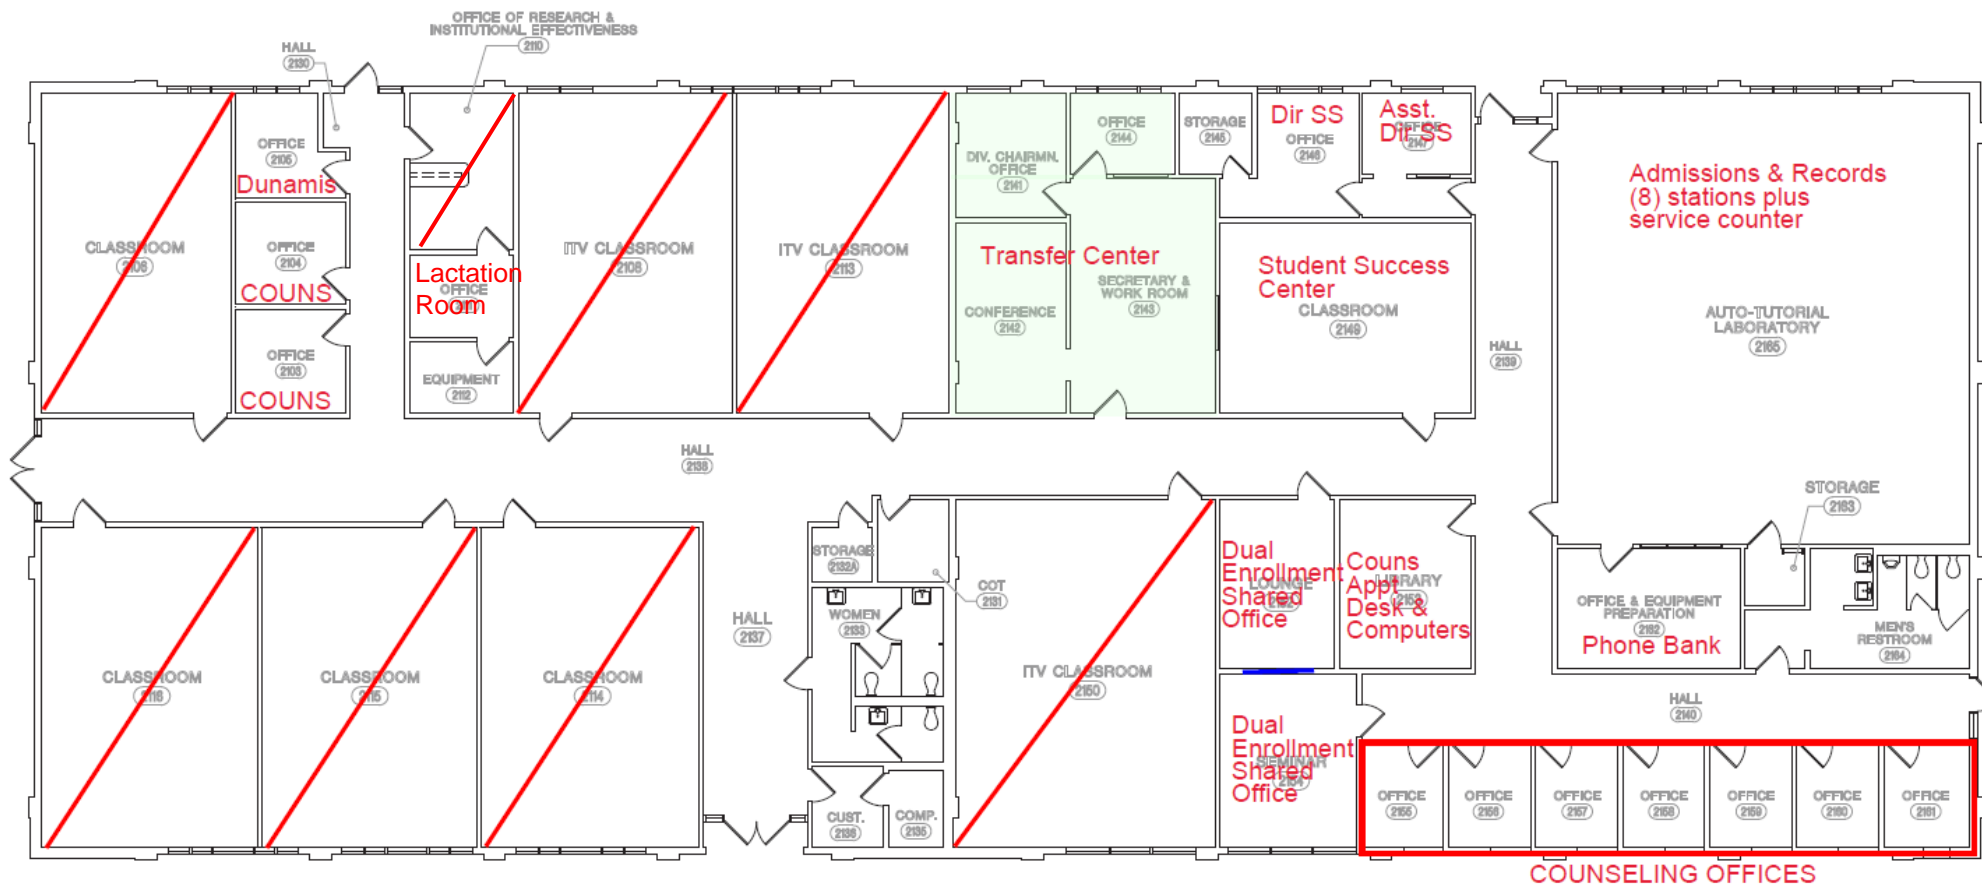 OFFICE OF RESEARCH &
INSTITUTIONAL EFFECTIVENESS
2110
HALL
2130
OFFICE
2105
Dunamis
CLASSROOM
2106
OFFICE
2104
COUNS
OFFICE
2103
COUNS
Lactation
Room
OFFICE
EQUIPMENT
2112
ITV CLASSROOM
2108
ITV CLASSROOM
2113
DIV. CHAIRMN.
OFFICE
2141
OFFICE
2144
STORAGE
2145
Dir SS
OFFICE
2146
Asst.
Dir SS
OFFICE
2147
Transfer Center
CONFERENCE
2142
SECRETARY &
WORK ROOM
2143
Student Success
Center
CLASSROOM
2149
HALL
2139
Admissions & Records
(8) stations plus
service counter
AUTO-TUTORIAL
LABORATORY
2165
HALL
2138
STORAGE
2163
CLASSROOM
2116
CLASSROOM
2115
CLASSROOM
2114
HALL
2137
STORAGE
2132A
COT
2131
WOMEN
2133
CUST.
2136
COMP.
2135
ITV CLASSROOM
2150
Dual
Enrollment
Shared
Office
LOUNGE
Couns
Appt
Desk &
Computers
LIBRARY
2153
OFFICE & EQUIPMENT
PREPARATION
2162
Phone Bank
MEN'S
RESTROOM
2164
HALL
2140
Dual
Enrollment
Shared
Office
SEMINAR
2154
OFFICE
2155
OFFICE
2156
OFFICE
2157
OFFICE
2158
OFFICE
2159
OFFICE
2160
OFFICE
2161
COUNSELING OFFICES